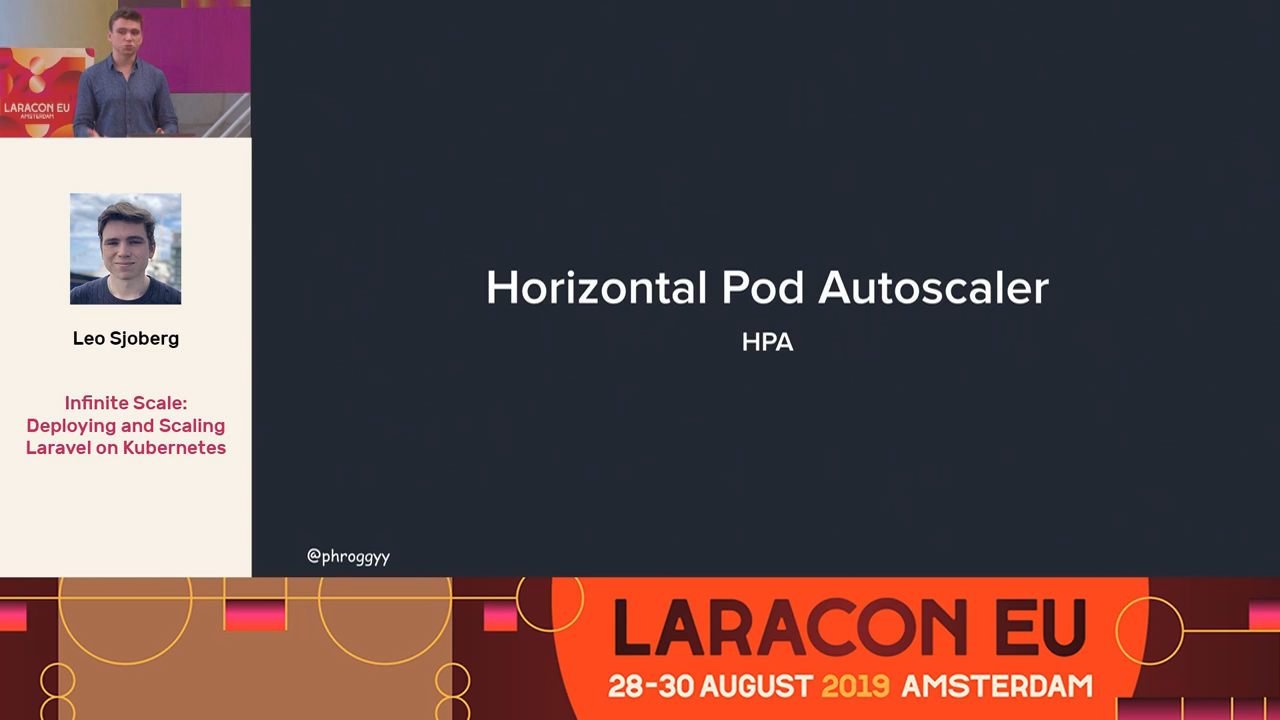 LARACON EU
AMSTERDAM
Leo Sjoberg
Infinite Scale:
Deploying and Scaling
Laravel on Kubernetes
Horizontal Pod Autoscaler
HPA
@phroggyy
LARACON EU
28-30 AUGUST 2019 AMSTERDAM